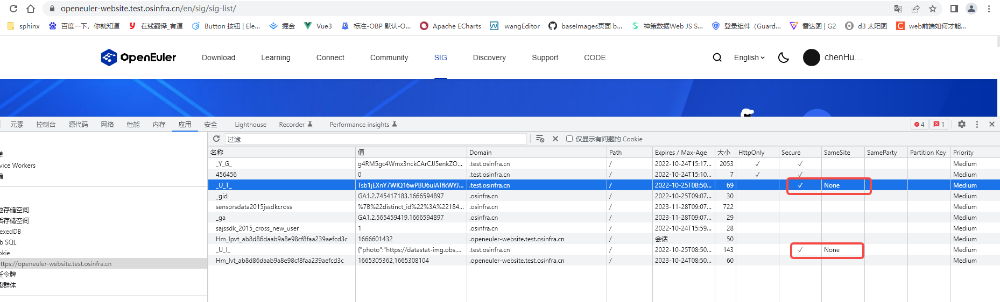 openeuler-website.test.osinfra.cn/en/sig/sig-list/
sphinx 百度一下，你就知道 在线翻译_有道 Button 按钮 | Ele... 掘金 Vue3 标注-OBP 默认-O... Apache ECharts wangEditor baseImages页面 b... 神策数据Web JS S... 登录组件（Guard... 雷达图 | G2 d3 太阳图 web前端如何才能...
OpenEuler Download Learning Connect Community SIG Discovery Support CODE English chenHu...
元素 控制台 源代码 网络 性能 内存 应用 安全 Lighthouse Recorder Performance insights 4 1
过滤 仅显示有问题的 Cookie
名称 值 Domain Path Expires / Max-Age 大小 HttpOnly Secure SameSite SameParty Partition Key Priority
_Y_G_ g4RM5gc4Wmx3nckCArCJJ5enkZO... .test.osinfra.cn / 2022-10-24T15:17... 2053 ✓ ✓ Medium
456456 0 .test.osinfra.cn / 2022-10-24T15:10... 7 ✓ ✓ Medium
_U_T_ Tsb1jEXnY7WIQ16wPBU6uIATfkWYJ... .test.osinfra.cn / 2022-10-25T08:50... 69 ✓ None Medium
_gid GA1.2.745417183.1666594897 .osinfra.cn / 2022-10-25T09:07... 30 Medium
sensorsdata2015jssdkcross %7B%22distinct_id%22%3A%22184... .osinfra.cn / 2023-11-28T09:07... 722 Medium
_ga GA1.2.565459419.1666594897 .osinfra.cn / 2023-11-28T09:07... 29 Medium
sajssdk_2015_cross_new_user 1 .osinfra.cn / 2022-10-24T15:59... 28 Medium
Hm_lpvt_ab8d86daab9a8e98cf8faa239aefcd3c 1666601432 .openeuler-website.test.osinfra.cn / 会话 50 Medium
_U_I_ {"photo":"https://datastat-img.obs.... .test.osinfra.cn / 2022-10-25T08:50... 143 ✓ None Medium
Hm_lvt_ab8d86daab9a8e98cf8faa239aefcd3c 1665305362,1665308104 .openeuler-website.test.osinfra.cn / 2023-10-24T08:50... 60 Medium
单
vice Workers
储
地存储空间
话存储空间
exedDB
b SQL
okie
ttps://openeuler-website.test.osinfra.cn
任令牌
趣群体